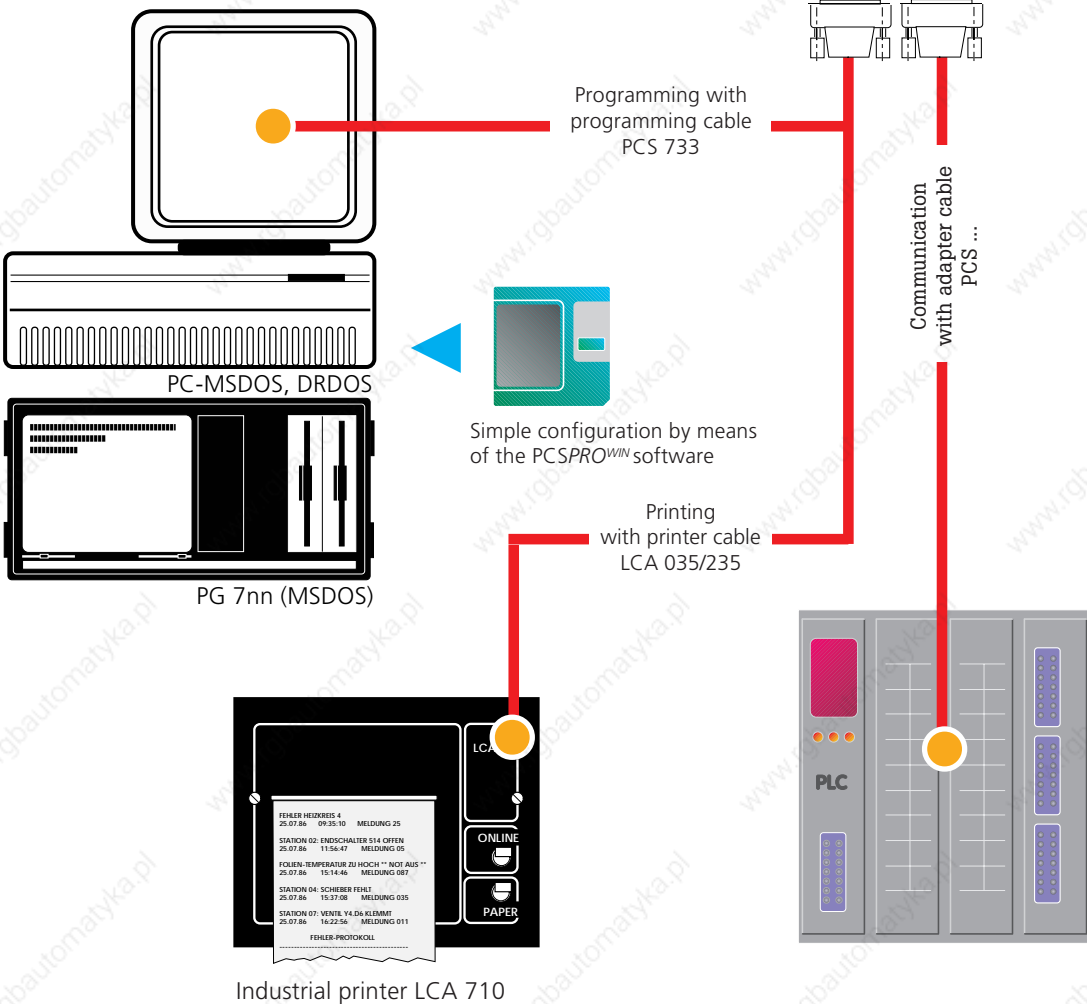 Programming with
programming cable
PCS 733
Communication
with adapter cable
PCS ...
PC-MSDOS, DRDOS
Simple configuration by means
of the PCSPROWIN software
PG 7nn (MSDOS)
Printing
with printer cable
LCA 035/235
LCA
ONLINE
PAPER
FEHLER HEIZKREIS 4
25.07.86 09:35:10 MELDUNG 25
STATION 02: ENDSCHALTER 514 OFFEN
25.07.86 11:56:47 MELDUNG 05
FOLIEN-TEMPERATUR ZU HOCH ** NOT AUS **
25.07.86 15:14:46 MELDUNG 087
STATION 04: SCHIEBER FEHLT
25.07.86 15:37:08 MELDUNG 035
STATION 07: VENTIL Y4.D6 KLEMMT
25.07.86 16:22:56 MELDUNG 011
FEHLER-PROTOKOLL
PLC
Industrial printer LCA 710
www.rgbautomatyka.pl